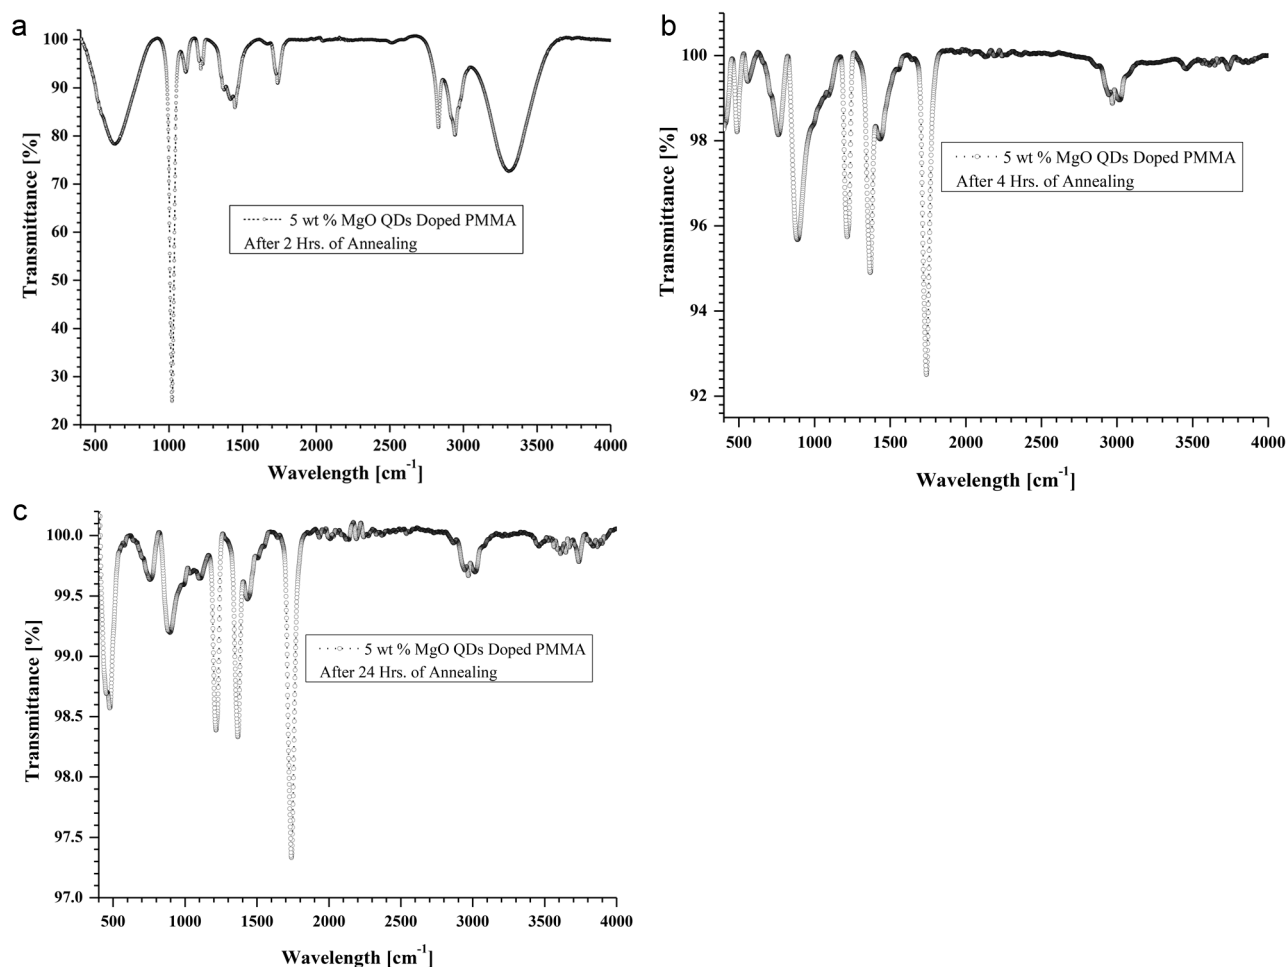 a
100
90
80
70
60
50
40
30
20
Transmittance [%]
5 wt % MgO QDs Doped PMMA
After 2 Hrs. of Annealing
500 1000 1500 2000 2500 3000 3500 4000
Wavelength [cm⁻¹]
b
100
98
96
94
92
Transmittance [%]
5 wt % MgO QDs Doped PMMA
After 4 Hrs. of Annealing
500 1000 1500 2000 2500 3000 3500 4000
Wavelength [cm⁻¹]
c
100.0
99.5
99.0
98.5
98.0
97.5
97.0
Transmittance [%]
5 wt % MgO QDs Doped PMMA
After 24 Hrs. of Annealing
500 1000 1500 2000 2500 3000 3500 4000
Wavelength [cm⁻¹]